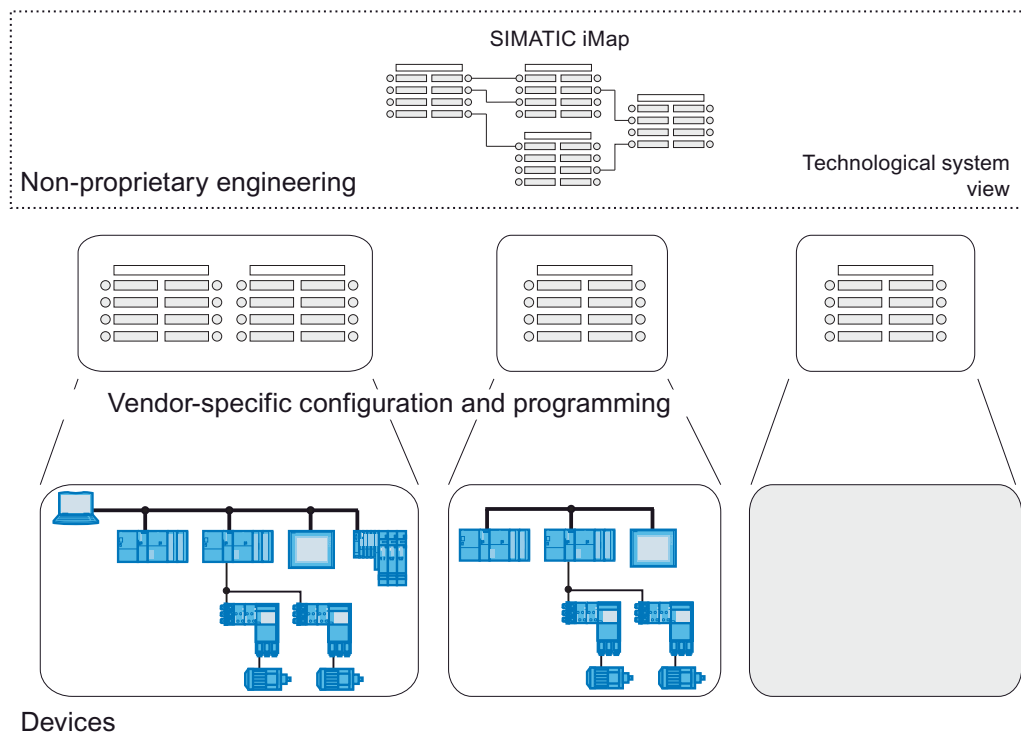 SIMATIC iMap
Non-proprietary engineering
Technological system
view
Vendor-specific configuration and programming
Devices